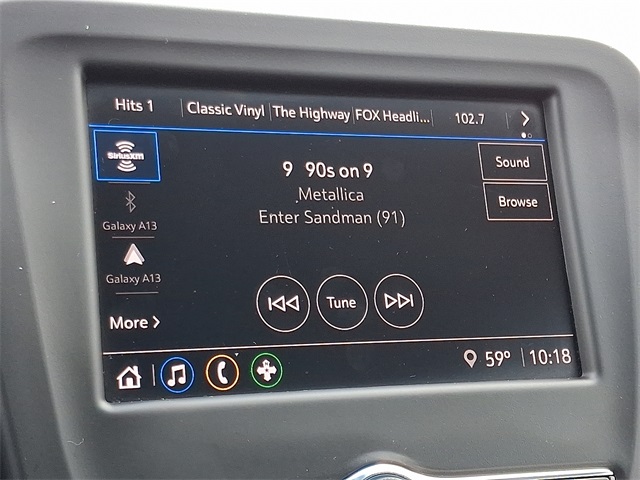 Hits 1 Classic Vinyl The Highway FOX Headli... 102.7
SiriusXM
9 90s on 9
Sound
Metallica
Browse
Enter Sandman (91)
Galaxy A13
Galaxy A13
Tune
More
59° 10:18